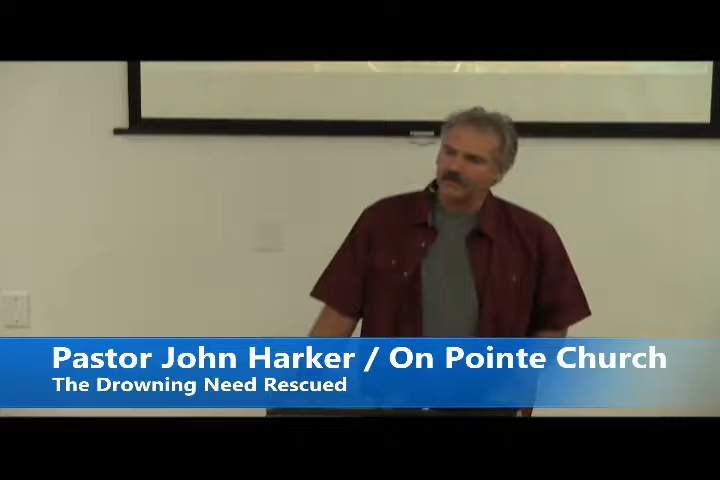 Pastor John Harker / On Pointe Church
The Drowning Need Rescued